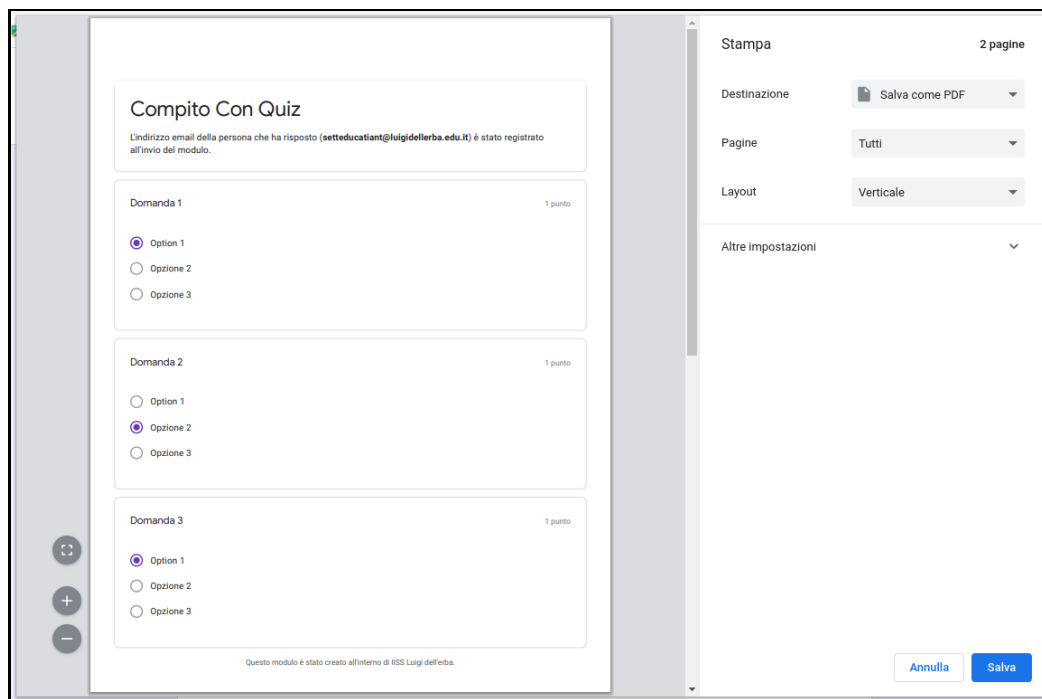 Compito Con Quiz
L'indirizzo email della persona che ha risposto (setteducatiant@luigidellerba.edu.it) è stato registrato
all'invio del modulo.
Domanda 1 1 punto
Option 1
Opzione 2
Opzione 3
Domanda 2 1 punto
Option 1
Opzione 2
Opzione 3
Domanda 3 1 punto
Option 1
Opzione 2
Opzione 3
Questo modulo è stato creato all'interno di IISS Luigi dell'erba.
Stampa 2 pagine
Destinazione Salva come PDF
Pagine Tutti
Layout Verticale
Altre impostazioni
Annulla Salva